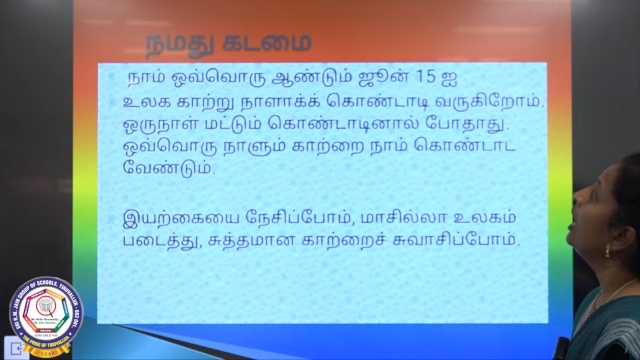 நமது கடமை
நாம் ஒவ்வொரு ஆண்டும் ஜூன் 15 ஐ
உலக காற்று நாளாக்க் கொண்டாடி வருகிறோம்.
ஒருநாள் மட்டும் கொண்டாடினால் போதாது.
ஒவ்வொரு நாளும் காற்றை நாம் கொண்டாட
வேண்டும்.
இயற்கையை நேசிப்போம், மாசில்லா உலகம்
படைத்து, சுத்தமான காற்றைச் சுவாசிப்போம்.